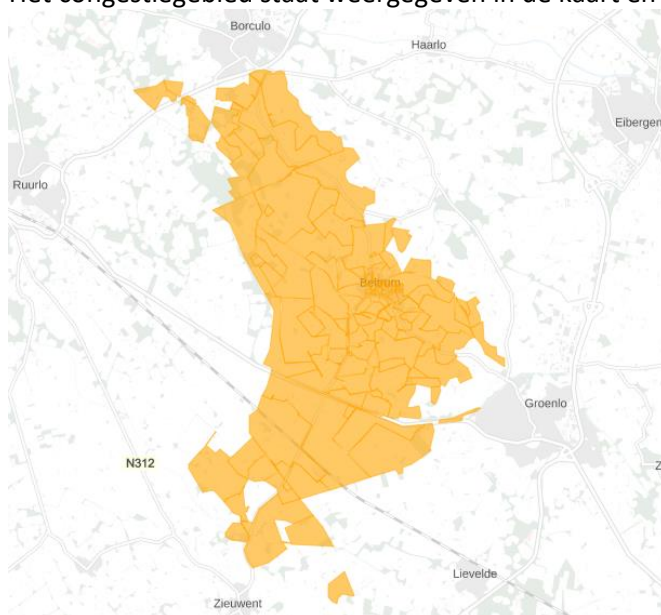 Het congestiegebied staat weergegeven in de kaart en
Borculo
Haarlo
Eibergen
Ruurlo
Beltrum
Groenlo
N312
Lievelde
Zieuwent